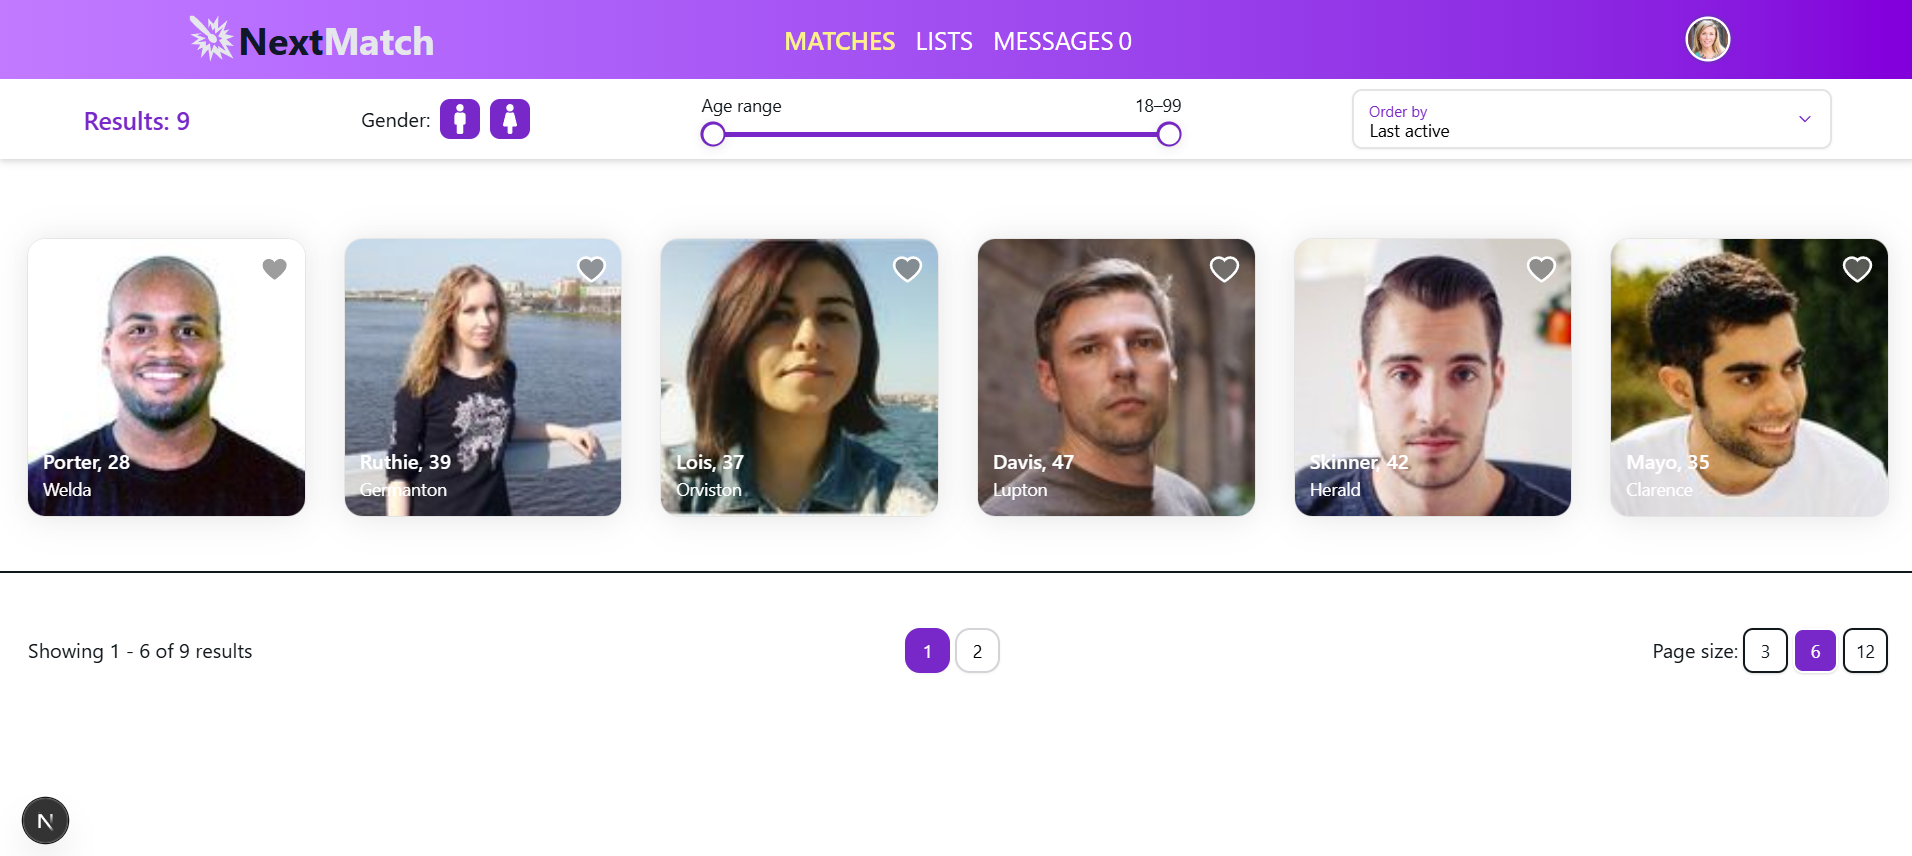 NextMatch
MATCHES LISTS MESSAGES 0
Results: 9
Gender:
Age range 18–99
Order by
Last active
Porter, 28
Welda
Ruthie, 39
Germanton
Lois, 37
Orviston
Davis, 47
Lupton
Skinner, 42
Herald
Mayo, 35
Clarence
Showing 1 - 6 of 9 results
1 2
Page size: 3 6 12
N